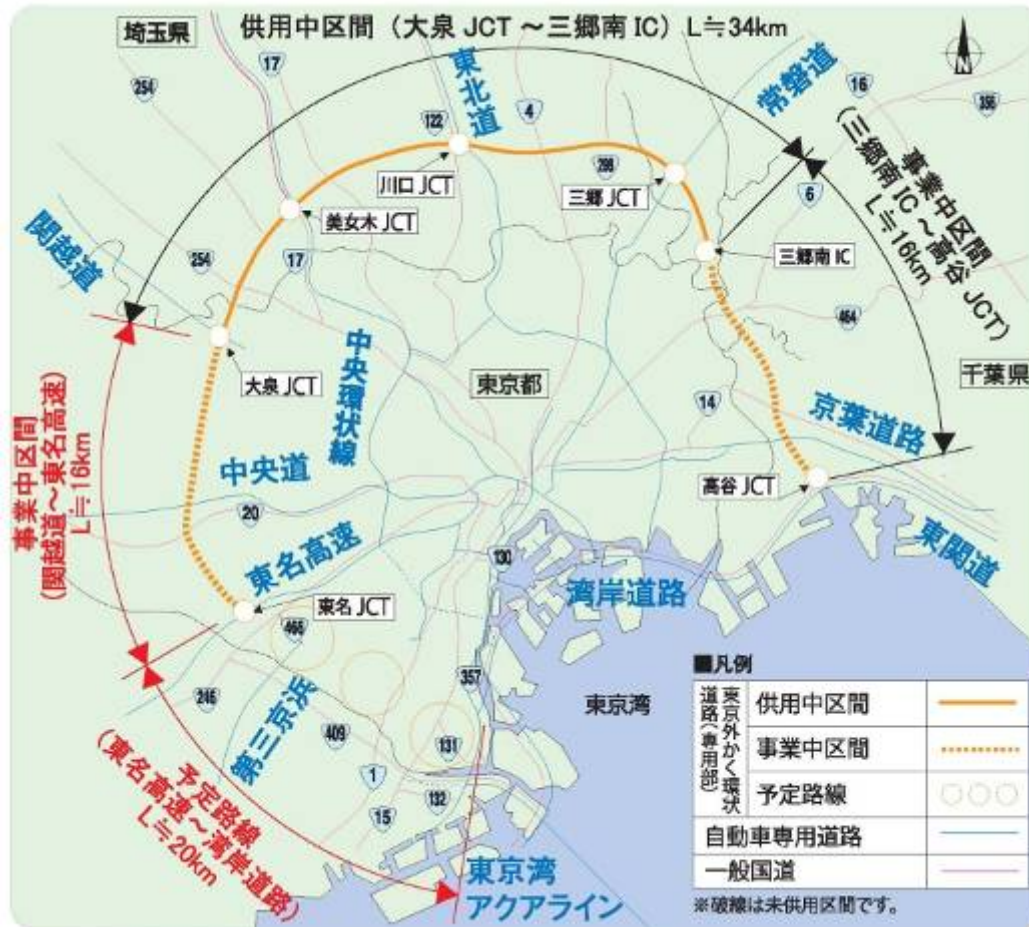 供用中区間（大泉 JCT ～三郷南 IC）L≒34km
埼玉県
N
17
254
東北道
4
122
常磐道
16
356
298
事業中区間
（三郷南 IC ～高谷 JCT）
L≒16km
川口 JCT
三郷 JCT
6
美女木 JCT
関越道
254
17
三郷南 IC
464
中央環状線
大泉 JCT
東京都
千葉県
14
京葉道路
事業中区間
(関越道～東名高速)
L≒16km
中央道
高谷 JCT
20
東関道
東名高速
130
湾岸道路
東名 JCT
466
246
357
第三京浜
東京湾
409
131
1
132
15
予定路線
(東名高速～湾岸道路)
L≒20km
東京湾
アクアライン
■凡例
東京外かく環状
道路（専用部）
供用中区間
事業中区間
予定路線
自動車専用道路
一般国道
※破線は未供用区間です。